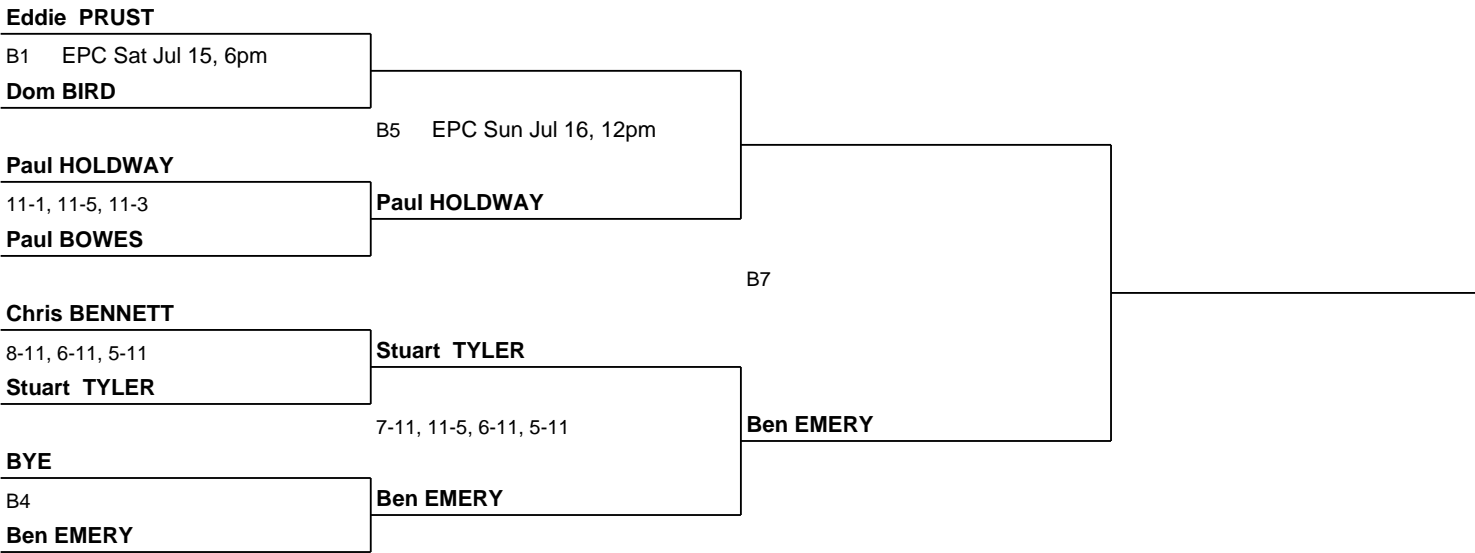 Eddie PRUST
B1 EPC Sat Jul 15, 6pm
Dom BIRD
B5 EPC Sun Jul 16, 12pm
Paul HOLDWAY
11-1, 11-5, 11-3
Paul HOLDWAY
Paul BOWES
B7
Chris BENNETT
8-11, 6-11, 5-11
Stuart TYLER
Stuart TYLER
7-11, 11-5, 6-11, 5-11
Ben EMERY
BYE
B4
Ben EMERY
Ben EMERY